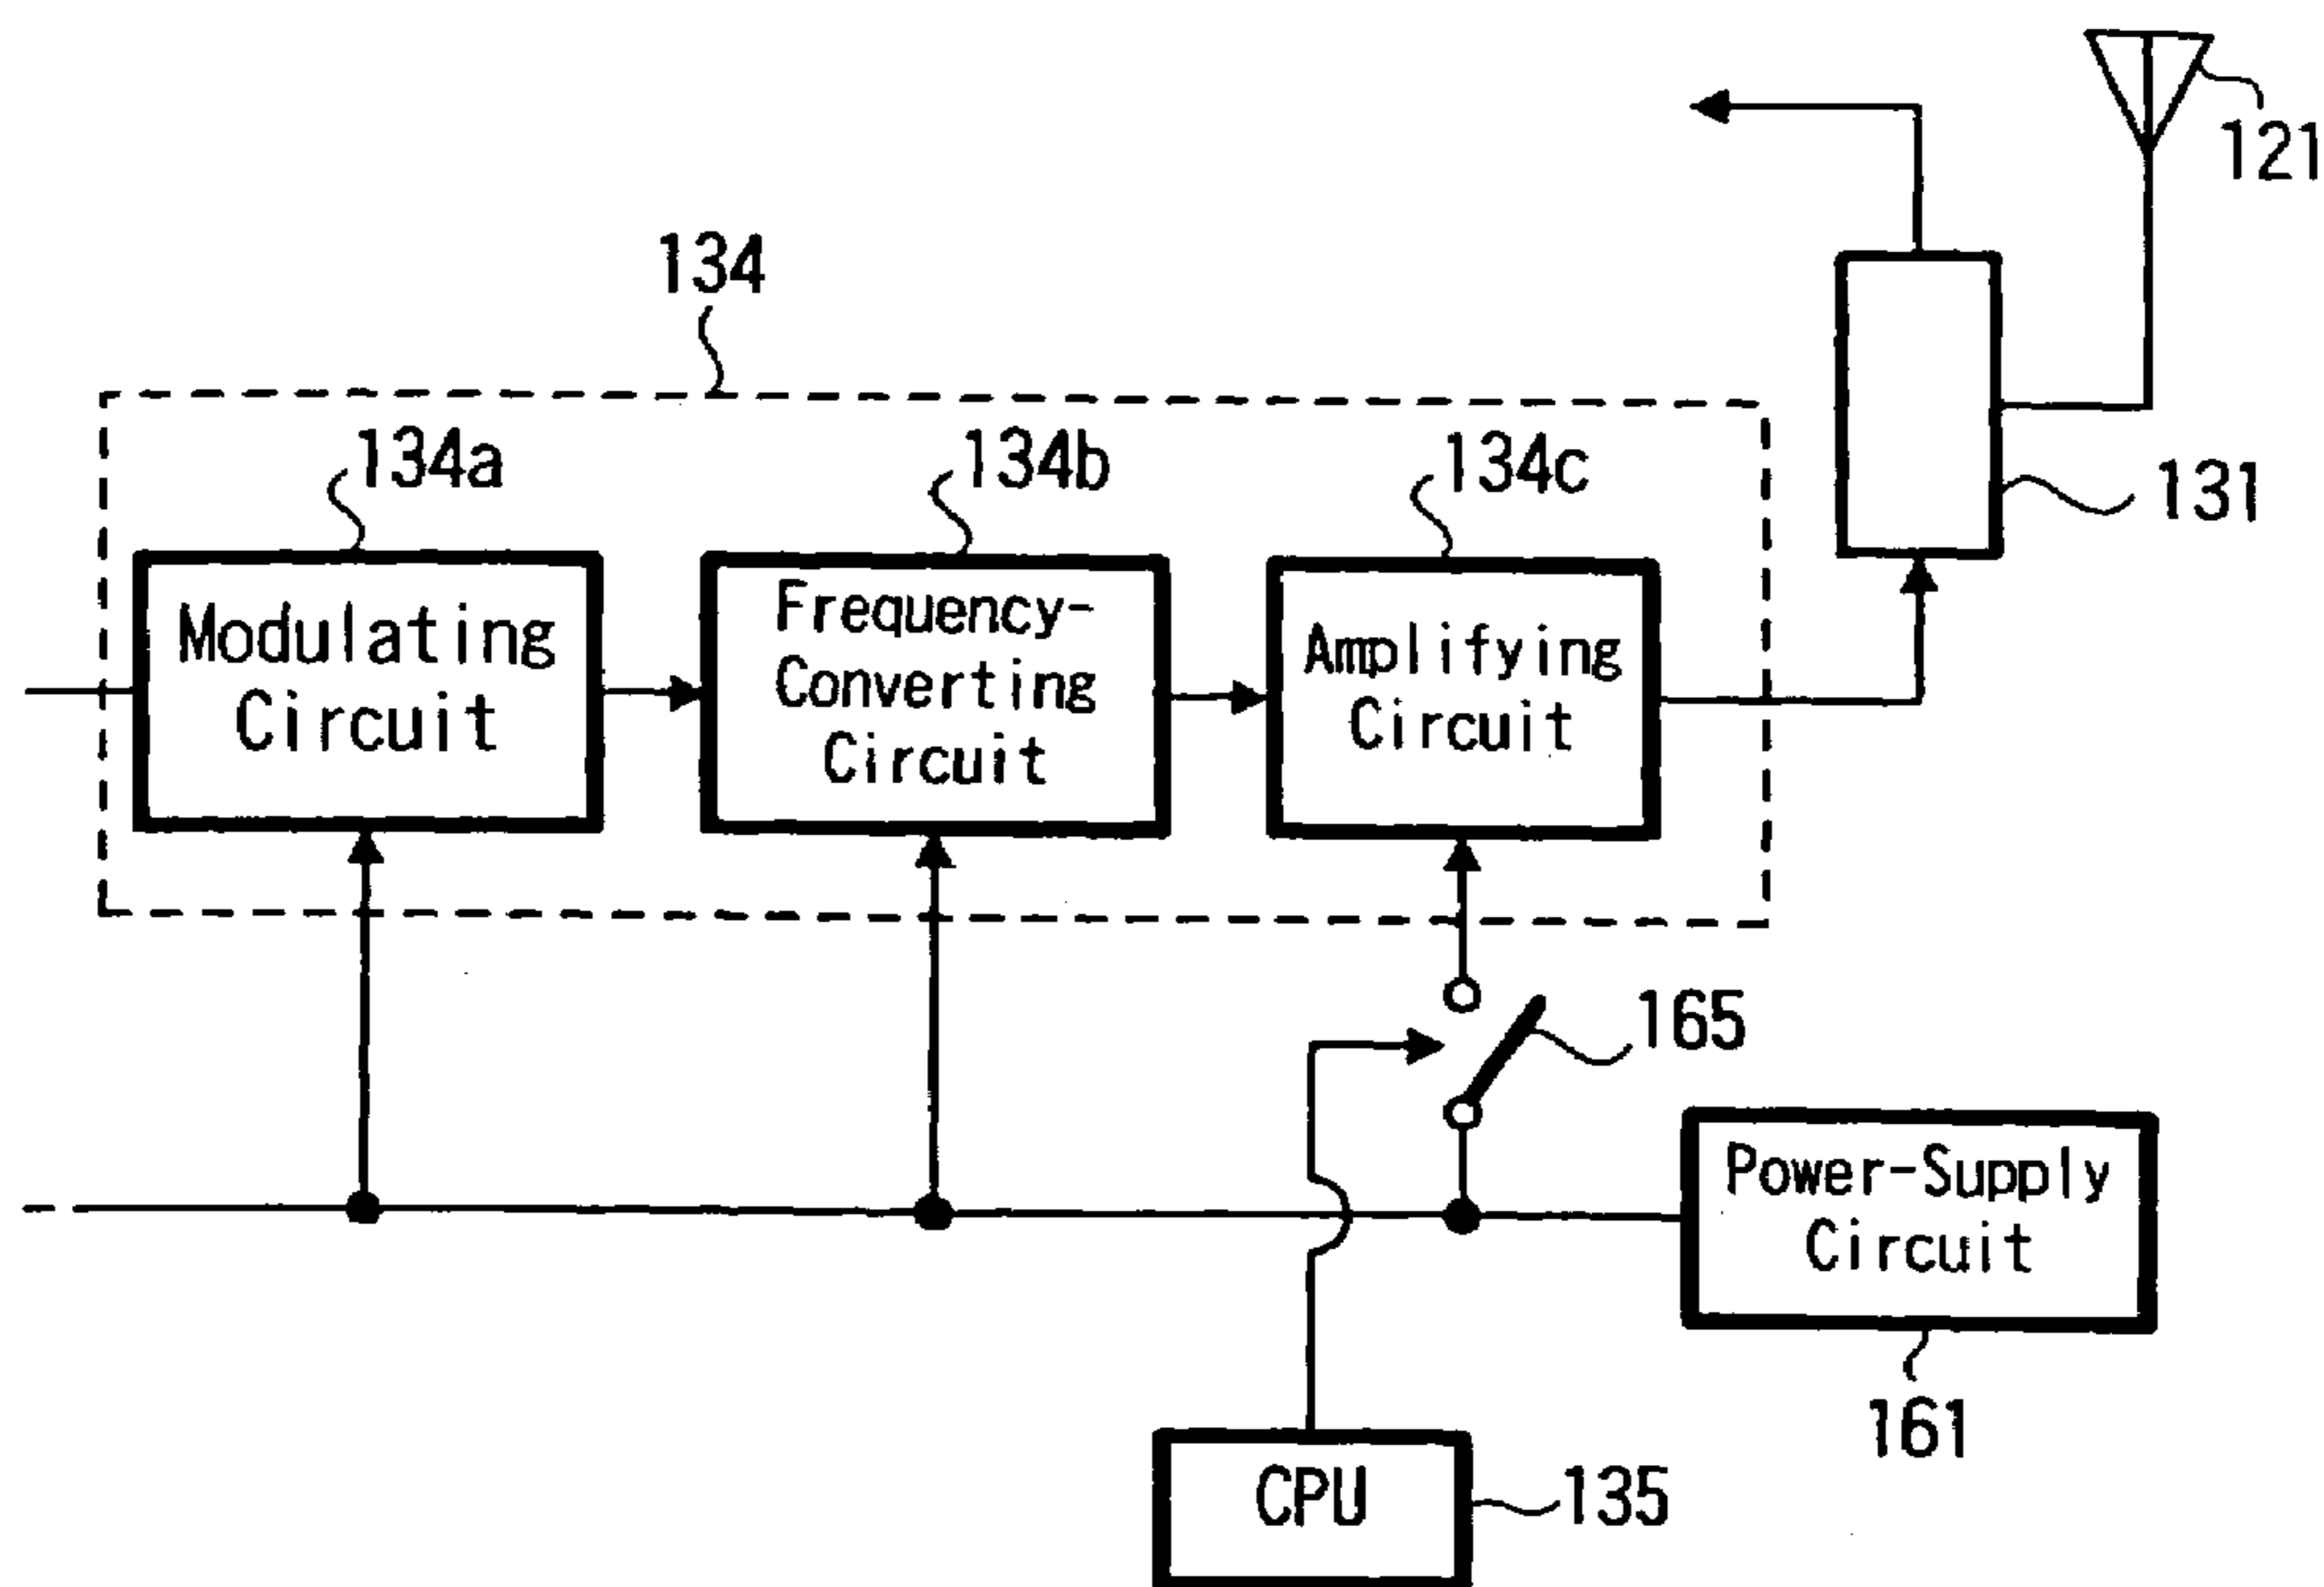 121
134
134a
134b
134c
131
Modulating
Circuit
Frequency-
Converting
Circuit
Amplifying
Circuit
165
Power-Supply
Circuit
161
CPU
135